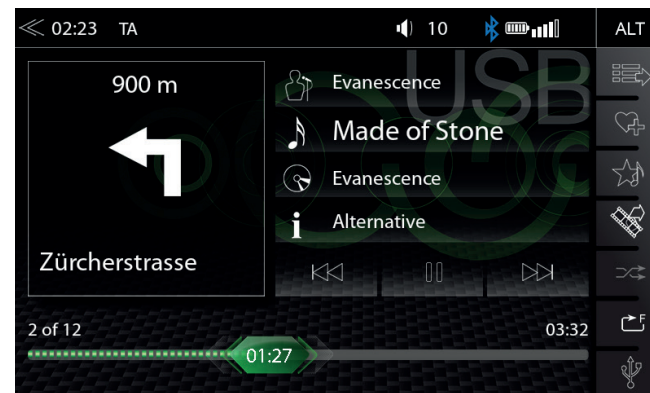 02:23 TA 10 ALT
USB
900 m
Zürcherstrasse
Evanescence
Made of Stone
Evanescence
i Alternative
2 of 12 03:32
01:27
F